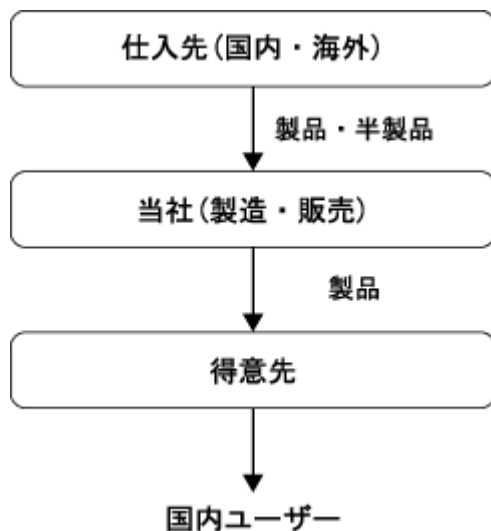 仕入先(国内・海外)
製品・半製品
当社(製造・販売)
製品
得意先
国内ユーザー